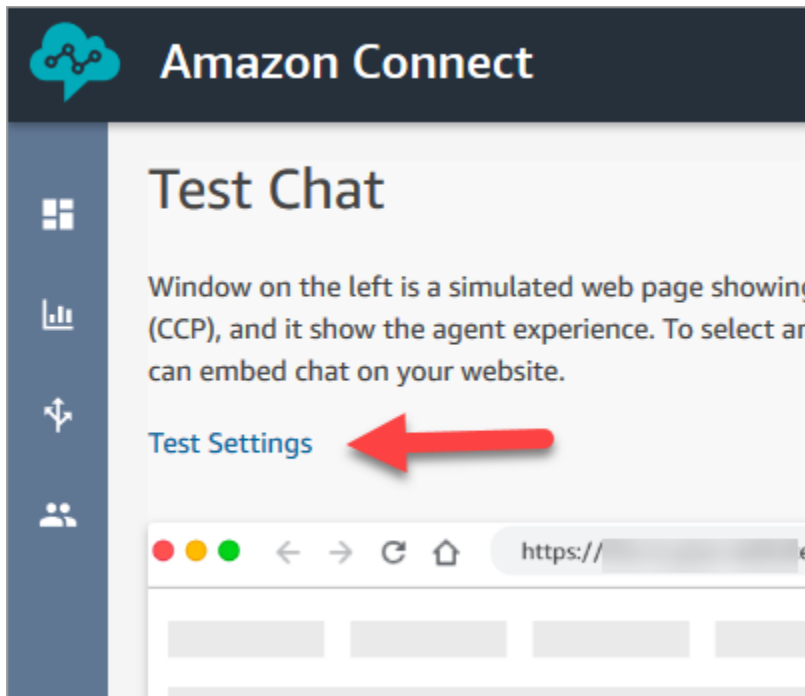 Amazon Connect
Test Chat
Window on the left is a simulated web page showing
(CCP), and it show the agent experience. To select
can embed chat on your website.
Test Settings
https://